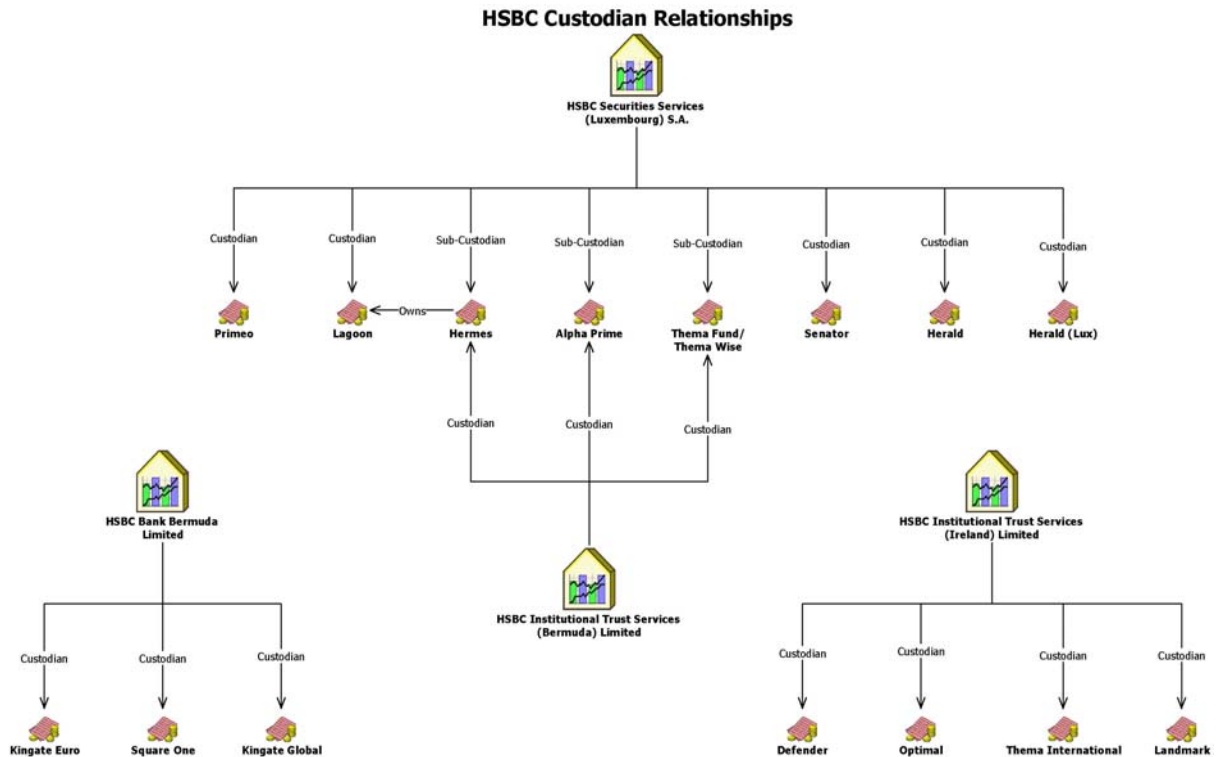 HSBC Custodian Relationships
HSBC Securities Services
(Luxembourg) S.A.
Custodian
Custodian
Sub-Custodian
Sub-Custodian
Sub-Custodian
Custodian
Custodian
Custodian
Owns
Primeo
Lagoon
Hermes
Alpha Prime
Thema Fund/
Thema Wise
Senator
Herald
Herald (Lux)
Custodian
Custodian
Custodian
HSBC Bank Bermuda
Limited
HSBC Institutional Trust Services
(Ireland) Limited
HSBC Institutional Trust Services
(Bermuda) Limited
Custodian
Custodian
Custodian
Custodian
Custodian
Custodian
Custodian
Kingate Euro
Square One
Kingate Global
Defender
Optimal
Thema International
Landmark